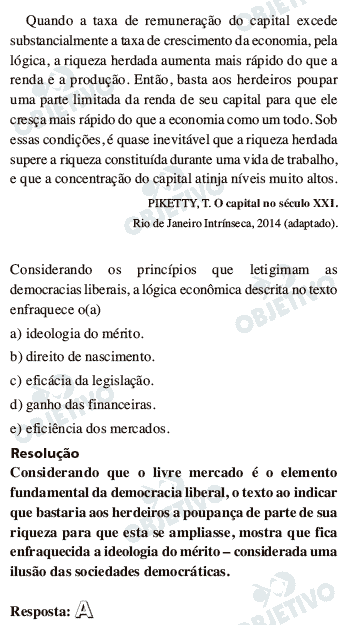 Quando a taxa de remuneração do capital excede
substancialmente a taxa de crescimento da economia, pela
lógica, a riqueza herdada aumenta mais rápido do que a
renda e a produção. Então, basta aos herdeiros poupar
uma parte limitada da renda de seu capital para que ele
cresça mais rápido do que a economia como um todo. Sob
essas condições, é quase inevitável que a riqueza herdada
supere a riqueza constituída durante uma vida de trabalho,
e que a concentração do capital atinja níveis muito altos.
PIKETTY, T. O capital no século XXI.
Rio de Janeiro Intrínseca, 2014 (adaptado).
Considerando os princípios que letigimam as
democracias liberais, a lógica econômica descrita no texto
enfraquece o(a)
a) ideologia do mérito.
b) direito de nascimento.
c) eficácia da legislação.
d) ganho das financeiras.
e) eficiência dos mercados.
Resolução
Considerando que o livre mercado é o elemento
fundamental da democracia liberal, o texto ao indicar
que bastaria aos herdeiros a poupança de parte de sua
riqueza para que esta se ampliasse, mostra que fica
enfraquecida a ideologia do mérito – considerada uma
ilusão das sociedades democráticas.
Resposta: A
OBJETIVO